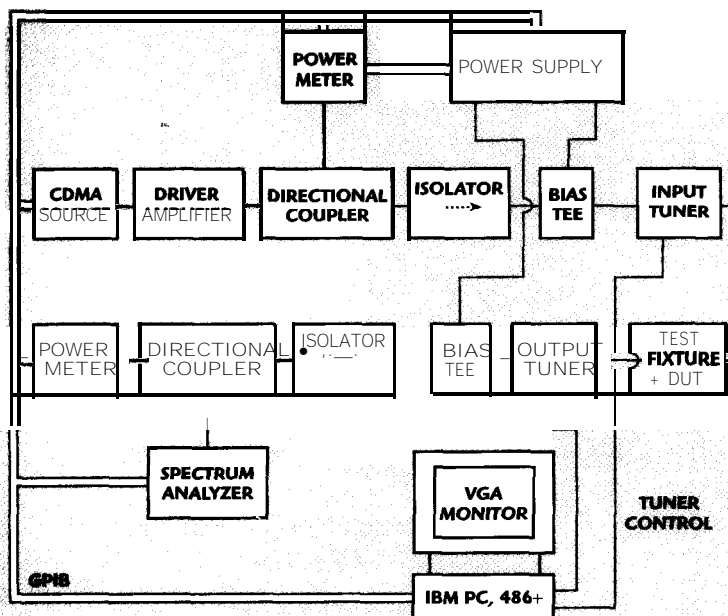 POWER
METER
POWER SUPPLY
CDMA
SOURCE
DRIVER
AMPLIFIER
DIRECTIONAL
COUPLER
ISOLATOR
BIAS
TEE
INPUT
TUNER
POWER
METER
DIRECTIONAL
COUPLER
ISOLATOR
BIAS
TEE
OUTPUT
TUNER
TEST
FIXTURE
+ DUT
SPECTRUM
ANALYZER
VGA
MONITOR
TUNER
CONTROL
GPIB
IBM PC, 486+